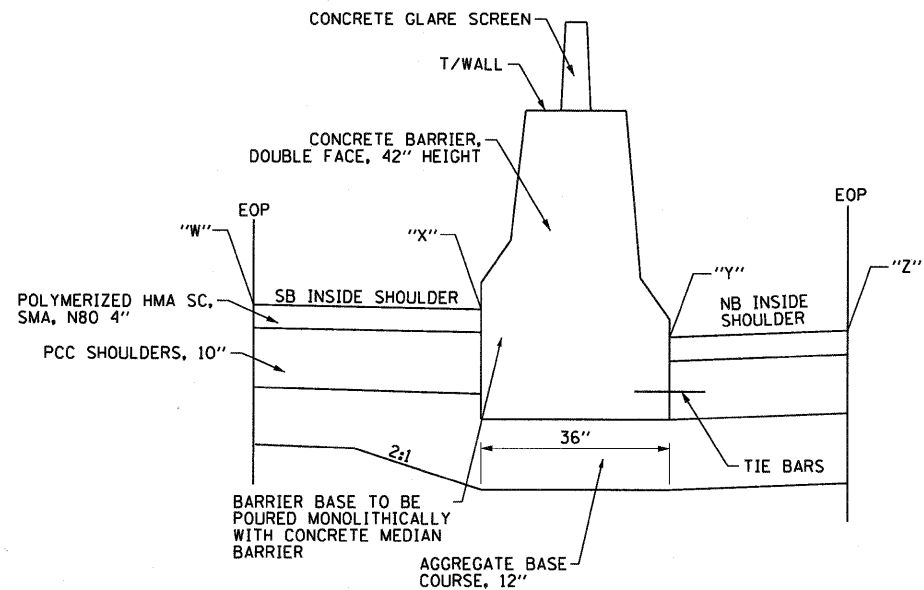 CONCRETE GLARE SCREEN
T/WALL
CONCRETE BARRIER,
DOUBLE FACE, 42" HEIGHT
EOP
EOP
"W"
"X"
"Y"
"Z"
SB INSIDE SHOULDER
NB INSIDE
SHOULDER
POLYMERIZED HMA SC,
SMA, N80 4"
PCC SHOULDERS, 10"
36"
2:1
TIE BARS
BARRIER BASE TO BE
POURED MONOLITHICALLY
WITH CONCRETE MEDIAN
BARRIER
AGGREGATE BASE
COURSE, 12"